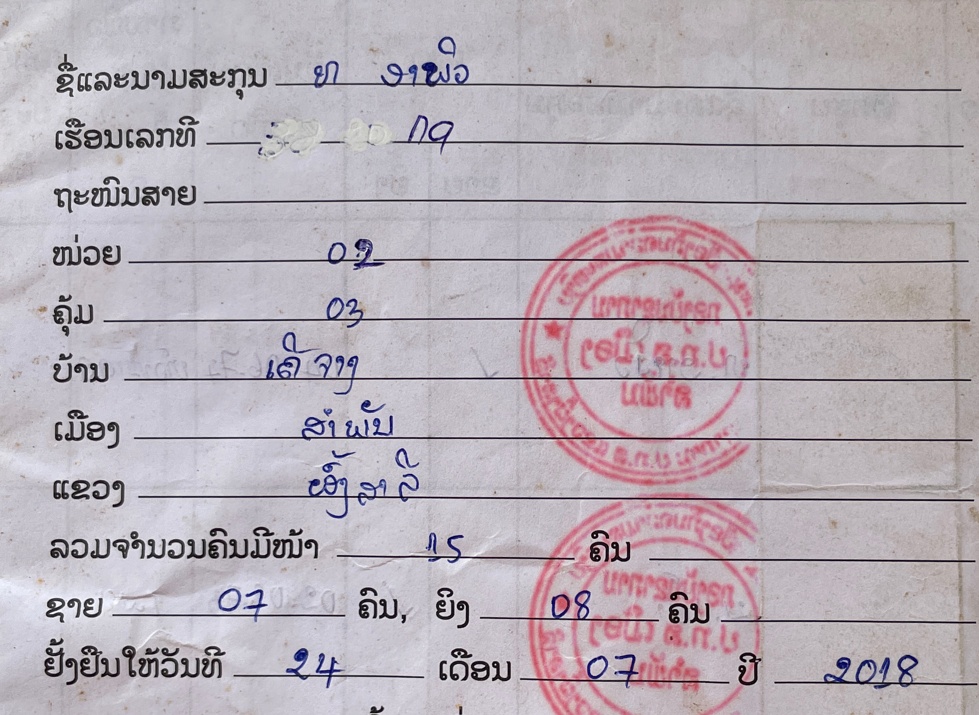 ຊື່ແລະນາມສະກຸນ ຍາ ອາພິວ
ເຮືອນເລກທີ 19
ຖະໜົນສາຍ
ໜ່ວຍ 02
ຄຸ້ມ 03
ບ້ານ ເຄີຈາງ
ເມືອງ ສຳພັນ
ແຂວງ ຜົ້ງສາລີ
ລວມຈຳນວນຄົນມີໜ້າ 15 ຄົນ
ຊາຍ 07 ຄົນ, ຍິງ 08 ຄົນ
ຢັ້ງຢືນໃຫ້ວັນທີ 24 ເດືອນ 07 ປີ 2018